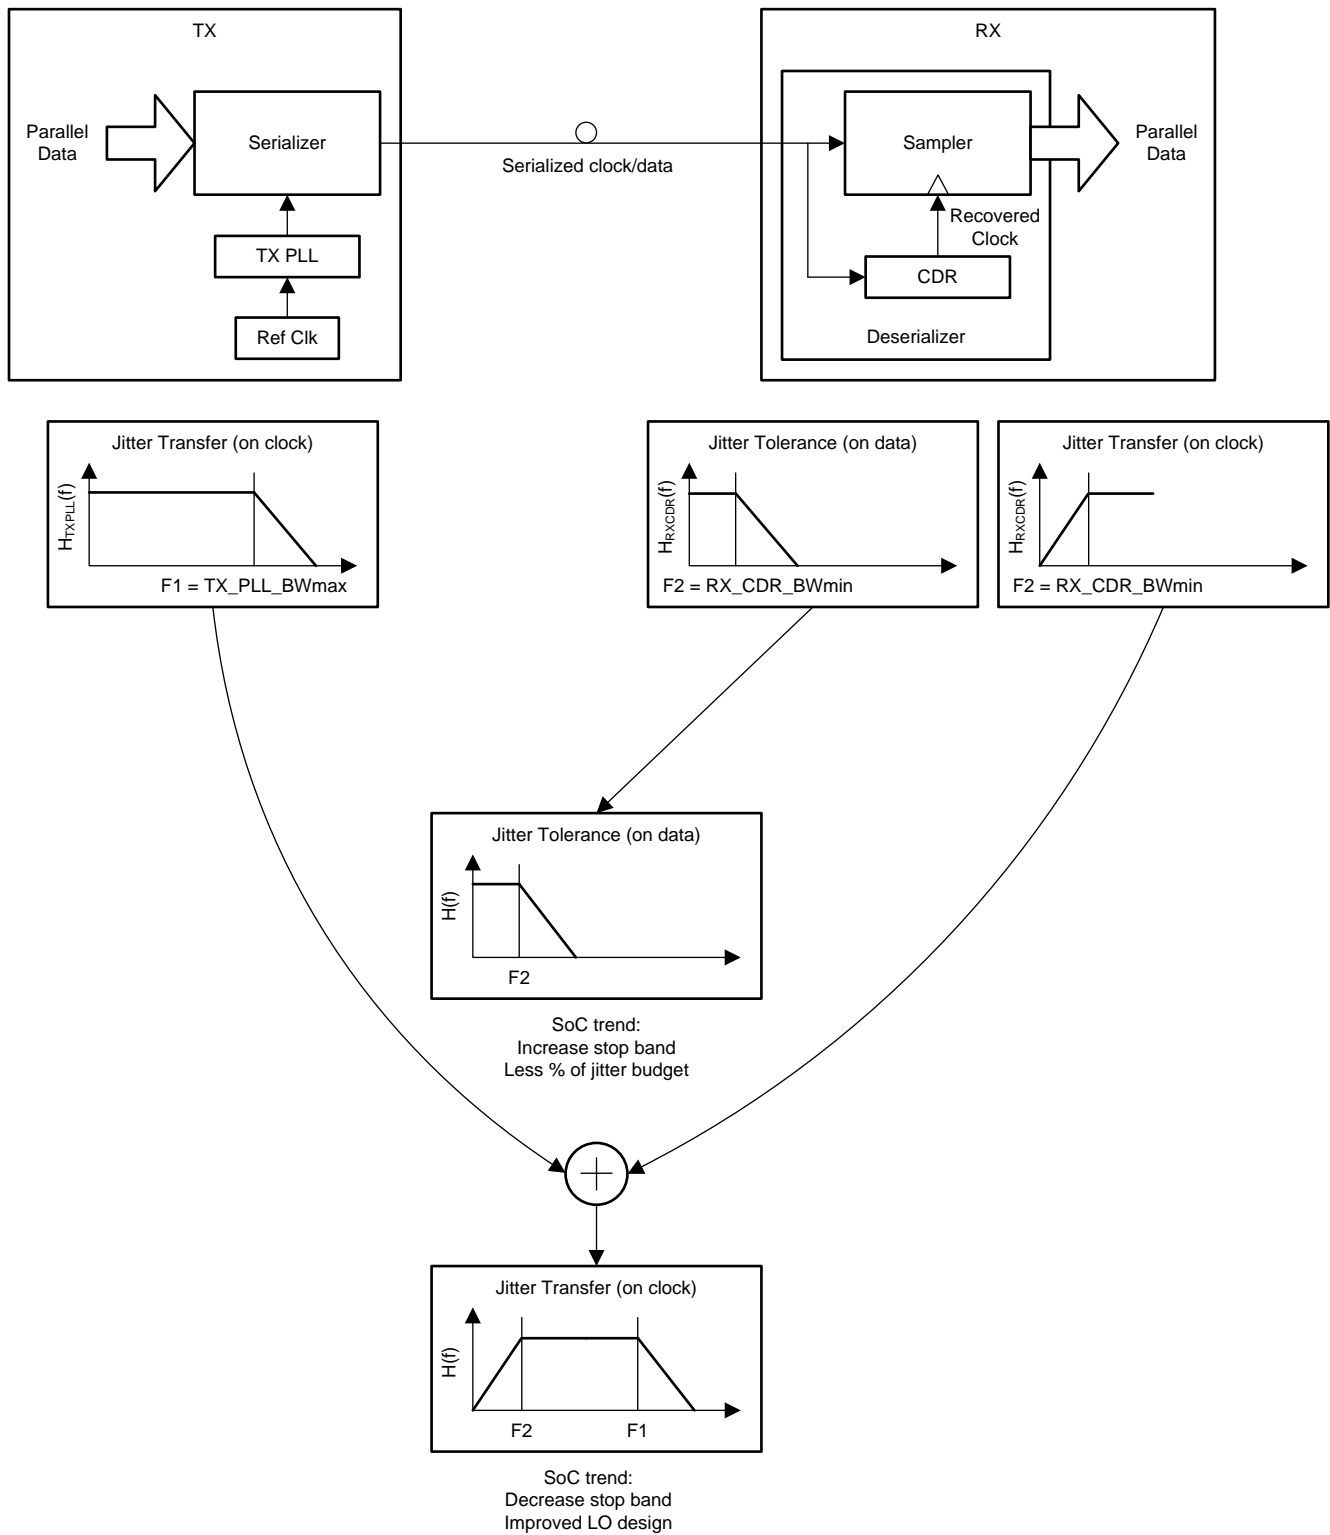 TX
RX
Parallel
Data
Serializer
Serialized clock/data
Sampler
Parallel
Data
Recovered
Clock
TX PLL
CDR
Ref Clk
Deserializer
Jitter Transfer (on clock)
HTXPLL(f)
F1 = TX_PLL_BWmax
Jitter Tolerance (on data)
HRXCDR(f)
F2 = RX_CDR_BWmin
Jitter Transfer (on clock)
HRXCDR(f)
F2 = RX_CDR_BWmin
Jitter Tolerance (on data)
H(f)
F2
SoC trend:
Increase stop band
Less % of jitter budget
Jitter Transfer (on clock)
H(f)
F2
F1
SoC trend:
Decrease stop band
Improved LO design